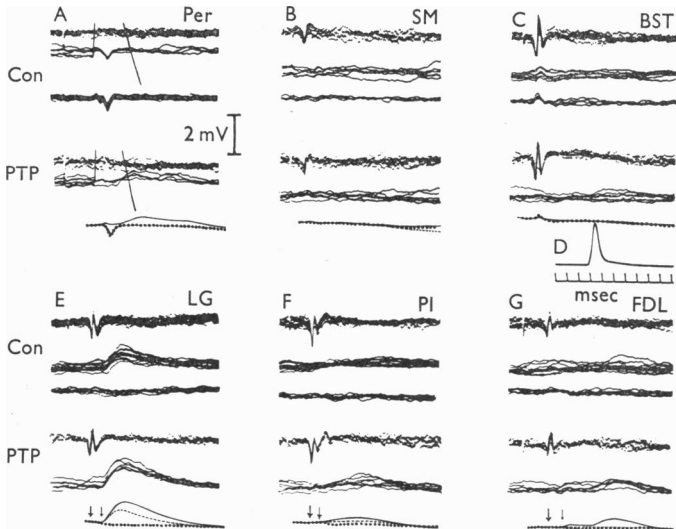 A Per
B SM
C BST
Con
2 mV
PTP
D
msec
E LG
F PI
G FDL
Con
PTP